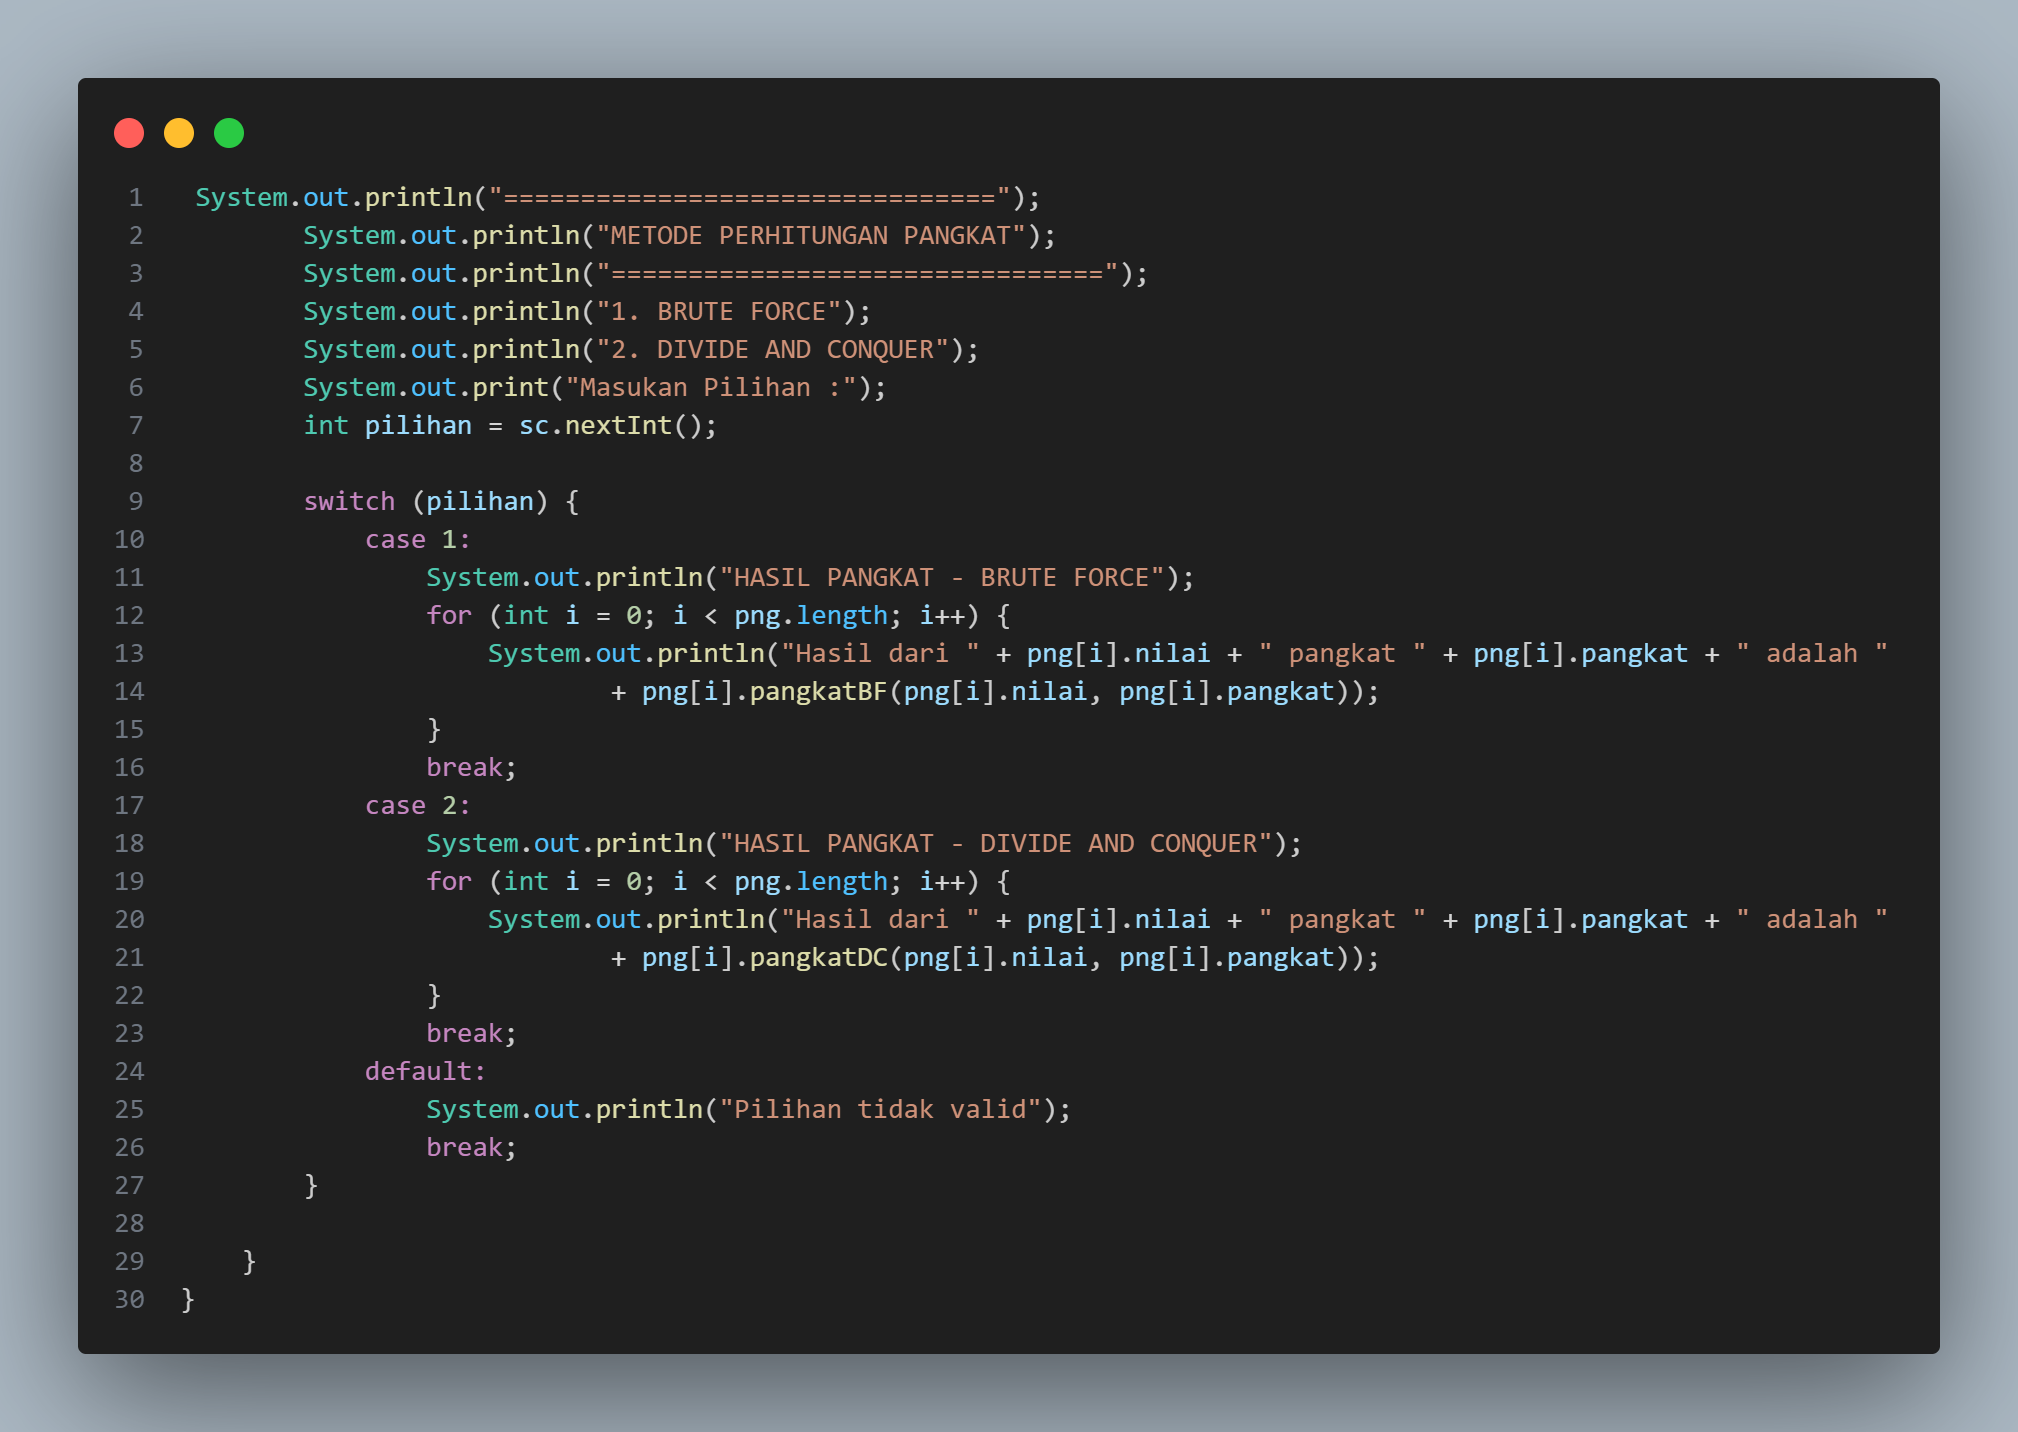 1 System.out.println("================================");
2 System.out.println("METODE PERHITUNGAN PANGKAT");
3 System.out.println("================================");
4 System.out.println("1. BRUTE FORCE");
5 System.out.println("2. DIVIDE AND CONQUER");
6 System.out.print("Masukan Pilihan :");
7 int pilihan = sc.nextInt();
8
9 switch (pilihan) {
10 case 1:
11 System.out.println("HASIL PANGKAT - BRUTE FORCE");
12 for (int i = 0; i < png.length; i++) {
13 System.out.println("Hasil dari " + png[i].nilai + " pangkat " + png[i].pangkat + " adalah "
14 + png[i].pangkatBF(png[i].nilai, png[i].pangkat));
15 }
16 break;
17 case 2:
18 System.out.println("HASIL PANGKAT - DIVIDE AND CONQUER");
19 for (int i = 0; i < png.length; i++) {
20 System.out.println("Hasil dari " + png[i].nilai + " pangkat " + png[i].pangkat + " adalah "
21 + png[i].pangkatDC(png[i].nilai, png[i].pangkat));
22 }
23 break;
24 default:
25 System.out.println("Pilihan tidak valid");
26 break;
27 }
28
29 }
30 }